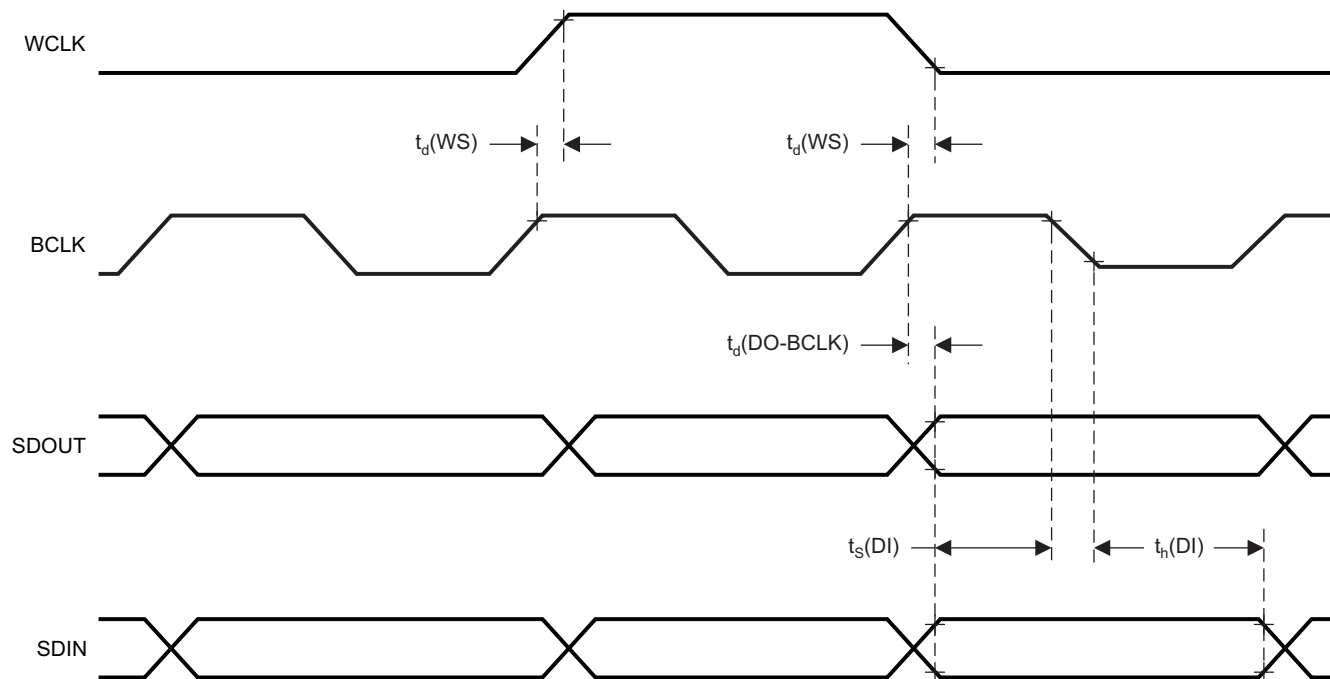 WCLK
td(WS) td(WS)
BCLK
td(DO-BCLK)
SDOUT
tS(DI) th(DI)
SDIN